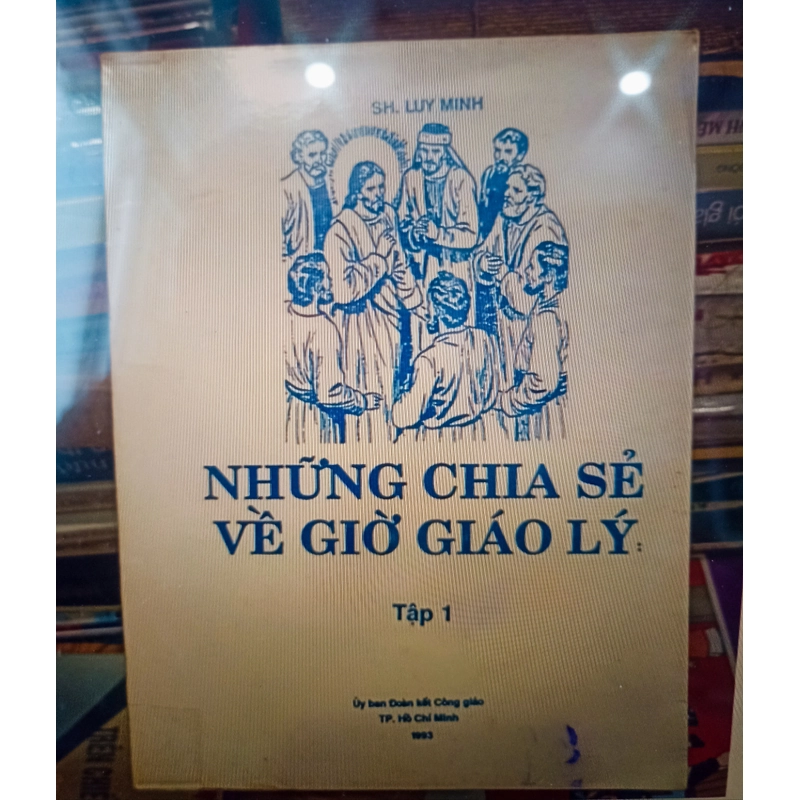 SH. LUY MINH
NHỮNG CHIA SẺ
VỀ GIỜ GIÁO LÝ:
Tập 1
Ủy ban Đoàn kết Công giáo
TP. Hồ Chí Minh
1993